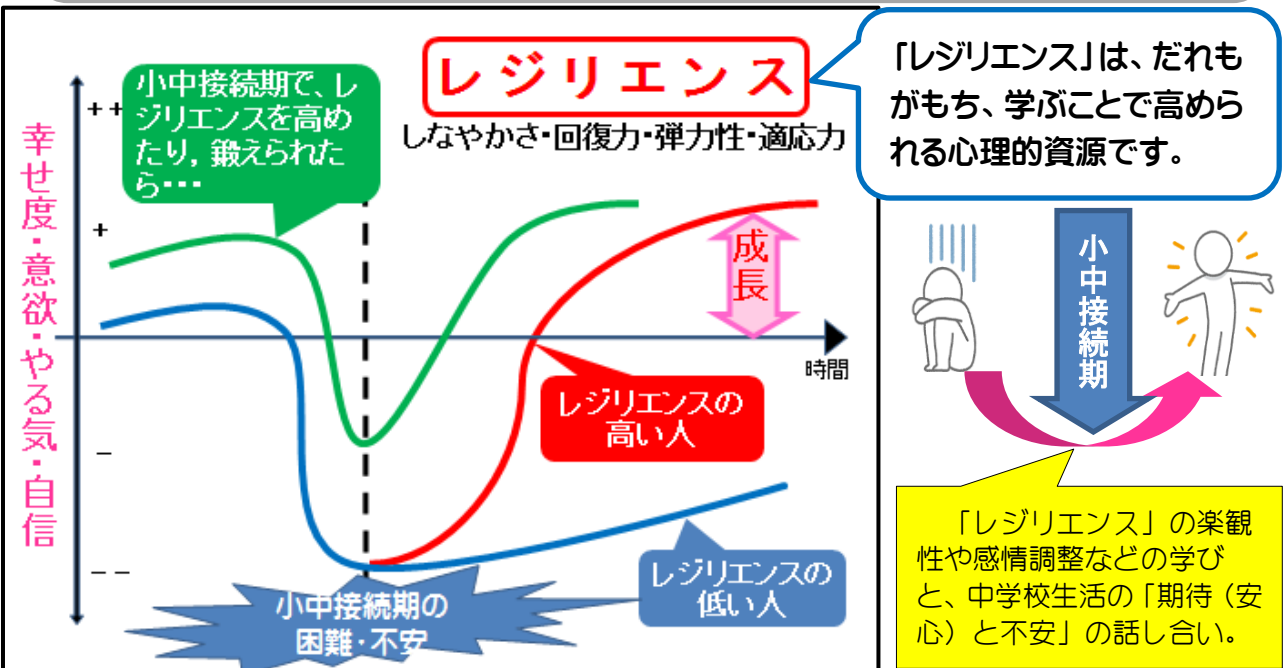 レジリエンス
しなやかさ・回復力・弾力性・適応力
「レジリエンス」は、だれも
がもち、学ぶことで高めら
れる心理的資源です。
小中接続期で、レ
ジリエンスを高め
たり，鍛えられた
ら・・・
幸せ度・意欲・やる気・自信
++
+
−
−−
成長
時間
レジリエンスの
高い人
レジリエンスの
低い人
小中接続期の
困難・不安
小中接続期
「レジリエンス」の楽観
性や感情調整などの学び
と、中学校生活の「期待（安
心）と不安」の話し合い。